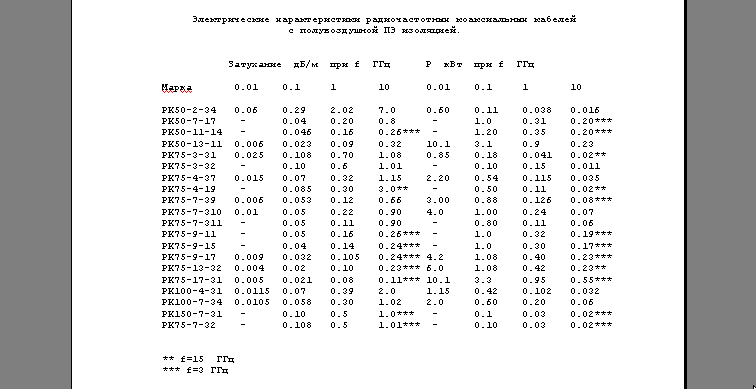 Электрические характеристики радиочастотных коаксиальных кабелей
с полувоздушной ПЭ изоляцией.
Затухание дБ/м при f ГГц Р кВт при f ГГц
Марка 0.01 0.1 1 10 0.01 0.1 1 10
РК50-2-34 0.06 0.29 2.02 7.0 0.60 0.11 0.038 0.016
РК50-7-17 - 0.04 0.20 0.8 - 1.0 0.31 0.20***
РК50-11-14 - 0.046 0.16 0.26*** - 1.20 0.35 0.20***
РК50-13-11 0.006 0.023 0.09 0.32 10.1 3.1 0.9 0.23
РК75-3-31 0.025 0.108 0.70 1.08 0.85 0.18 0.041 0.02**
РК75-3-32 - 0.10 0.6 1.01 - 0.10 0.15 0.011
РК75-4-37 0.015 0.07 0.32 1.15 2.20 0.54 0.115 0.035
РК75-4-19 - 0.085 0.30 3.0** - 0.50 0.11 0.02**
РК75-7-39 0.006 0.053 0.12 0.66 3.00 0.88 0.126 0.08***
РК75-7-310 0.01 0.05 0.22 0.90 4.0 1.00 0.24 0.07
РК75-7-311 - 0.05 0.11 0.90 - 0.80 0.11 0.06
РК75-9-11 - 0.05 0.16 0.26*** - 1.0 0.32 0.19***
РК75-9-15 - 0.04 0.14 0.24*** - 1.0 0.30 0.17***
РК75-9-17 0.009 0.032 0.105 0.24*** 4.2 1.08 0.40 0.23***
РК75-13-32 0.004 0.02 0.10 0.23*** 6.0 1.08 0.42 0.23**
РК75-17-31 0.005 0.021 0.08 0.11*** 10.1 3.3 0.95 0.55***
РК100-4-31 0.0115 0.07 0.39 2.0 1.15 0.42 0.102 0.032
РК100-7-34 0.0105 0.058 0.30 1.02 2.0 0.60 0.20 0.06
РК150-7-31 - 0.10 0.5 1.0*** - 0.1 0.03 0.02***
РК75-7-32 - 0.108 0.5 1.01*** - 0.10 0.03 0.02***
** f=15 ГГц
*** f=3 ГГц